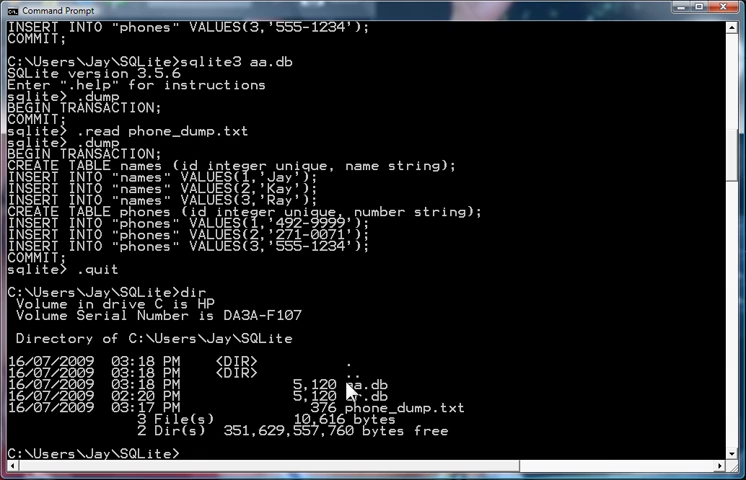 Command Prompt
INSERT INTO "phones" VALUES(3,'555-1234');
COMMIT;
C:\Users\Jay\SQLite>sqlite3 aa.db
SQLite version 3.5.6
Enter ".help" for instructions
sqlite> .dump
BEGIN TRANSACTION;
COMMIT;
sqlite> .read phone_dump.txt
sqlite> .dump
BEGIN TRANSACTION;
CREATE TABLE names (id integer unique, name string);
INSERT INTO "names" VALUES(1,'Jay');
INSERT INTO "names" VALUES(2,'Kay');
INSERT INTO "names" VALUES(3,'Ray');
CREATE TABLE phones (id integer unique, number string);
INSERT INTO "phones" VALUES(1,'492-9999');
INSERT INTO "phones" VALUES(2,'271-0071');
INSERT INTO "phones" VALUES(3,'555-1234');
COMMIT;
sqlite> .quit
C:\Users\Jay\SQLite>dir
Volume in drive C is HP
Volume Serial Number is DA3A-F107
Directory of C:\Users\Jay\SQLite
16/07/2009 03:18 PM <DIR> .
16/07/2009 03:18 PM <DIR> ..
16/07/2009 03:18 PM 5,120 aa.db
16/07/2009 02:20 PM 5,120
16/07/2009 03:17 PM 376 phone_dump.txt
3 File(s) 10,616 bytes
2 Dir(s) 351,629,557,760 bytes free
C:\Users\Jay\SQLite>